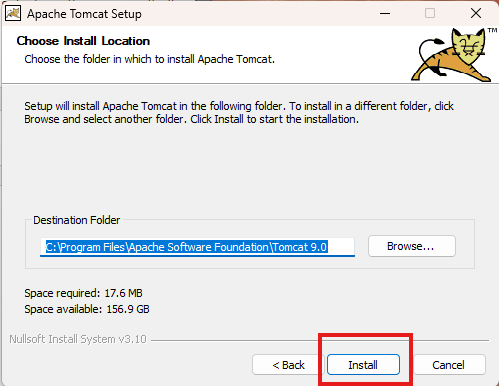 Apache Tomcat Setup
Choose Install Location
Choose the folder in which to install Apache Tomcat.
TM
Setup will install Apache Tomcat in the following folder. To install in a different folder, click
Browse and select another folder. Click Install to start the installation.
Destination Folder
C:\Program Files\Apache Software Foundation\Tomcat 9.0
Browse...
Space required: 17.6 MB
Space available: 156.9 GB
Nullsoft Install System v3.10
< Back
Install
Cancel